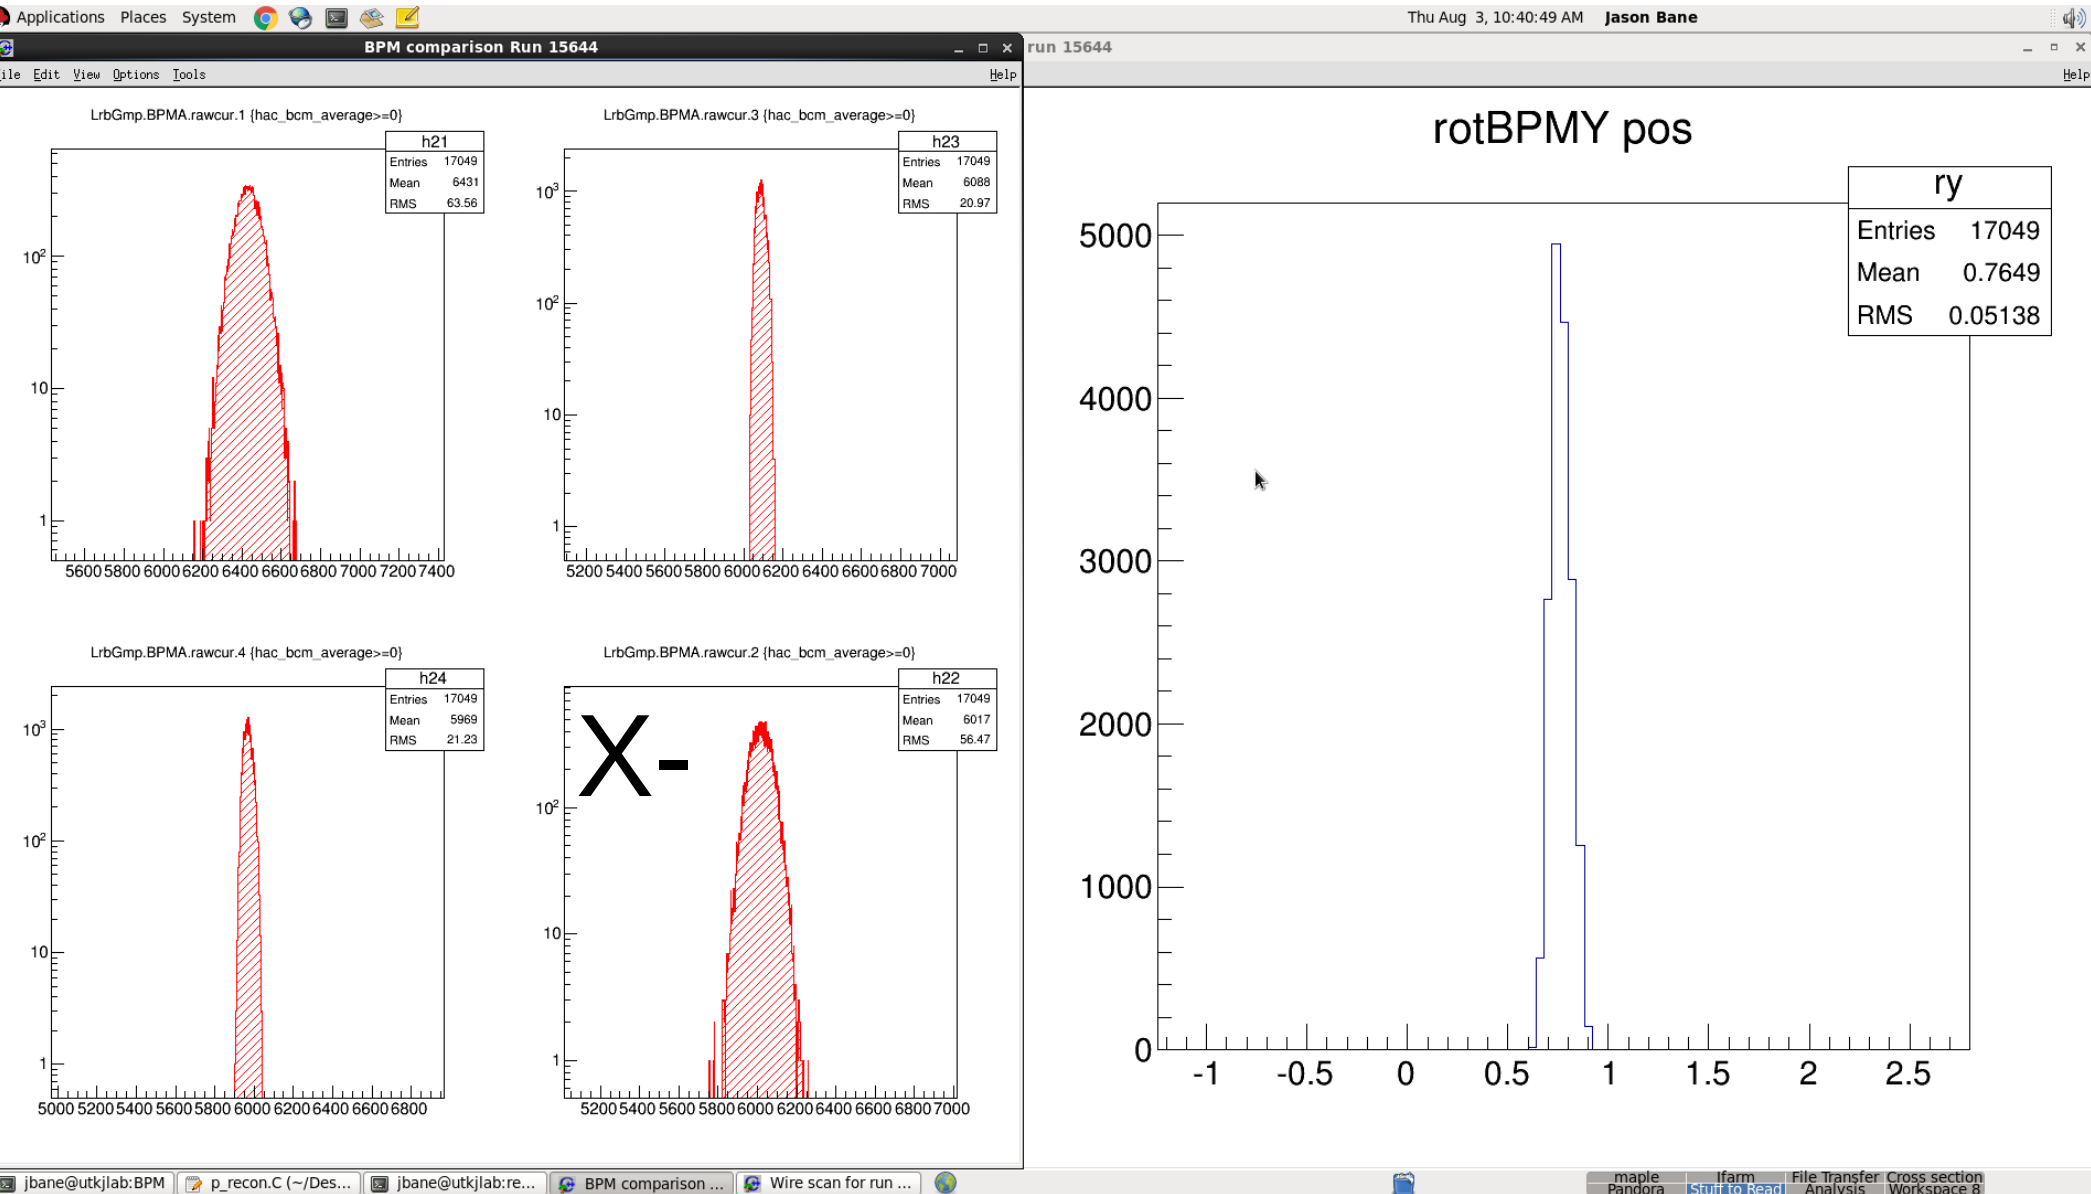 Applications Places System Thu Aug 3, 10:40:49 AM Jason Bane
BPM comparison Run 15644
ile Edit View Options Tools Help
LrbGmp.BPMA.rawcur.1 {hac_bcm_average>=0}
h21
Entries 17049
Mean 6431
RMS 63.56
10²
10
1
5600 5800 6000 6200 6400 6600 6800 7000 7200 7400
LrbGmp.BPMA.rawcur.3 {hac_bcm_average>=0}
h23
Entries 17049
Mean 6088
RMS 20.97
10³
10²
10
1
5200 5400 5600 5800 6000 6200 6400 6600 6800 7000
LrbGmp.BPMA.rawcur.4 {hac_bcm_average>=0}
h24
Entries 17049
Mean 5969
RMS 21.23
10³
10²
10
1
5000 5200 5400 5600 5800 6000 6200 6400 6600 6800
LrbGmp.BPMA.rawcur.2 {hac_bcm_average>=0}
h22
Entries 17049
Mean 6017
RMS 56.47
X-
10²
10
1
5200 5400 5600 5800 6000 6200 6400 6600 6800 7000
run 15644
Help
rotBPMY pos
ry
Entries 17049
Mean 0.7649
RMS 0.05138
5000
4000
3000
2000
1000
0
-1 -0.5 0 0.5 1 1.5 2 2.5
jbane@utkjlab:BPM p_recon.C (~/Des... jbane@utkjlab:re... BPM comparison ... Wire scan for run ...
maple Ifarm File Transfer Cross section
Pandora Stuff to Read Analysis Workspace 8